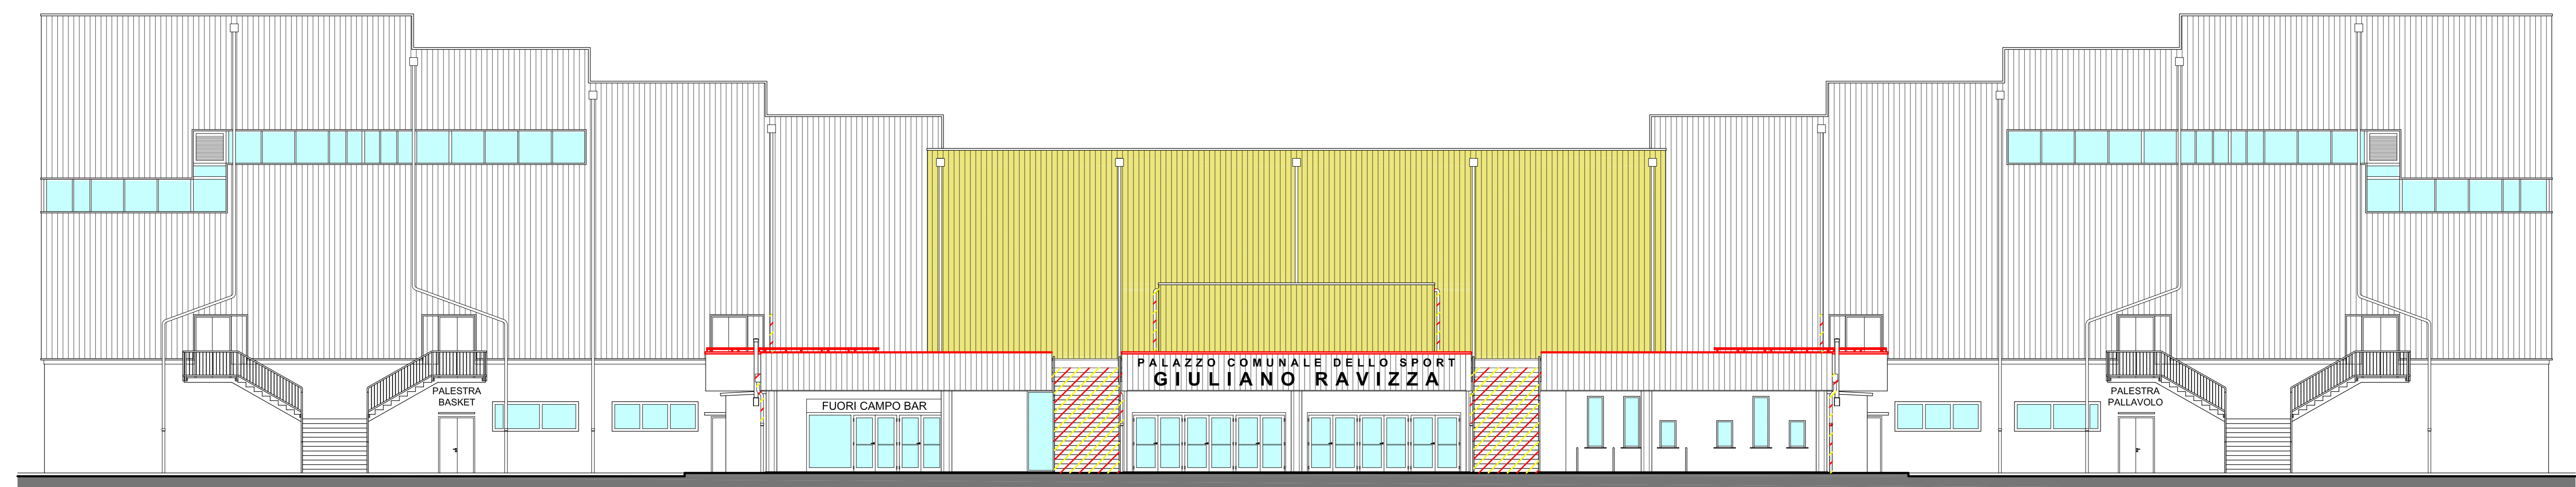 PALAZZO COMUNALE DELLO SPORT
GIULIANO RAVIZZA
PALESTRA
BASKET
FUORI CAMPO BAR
PALESTRA
PALLAVOLO